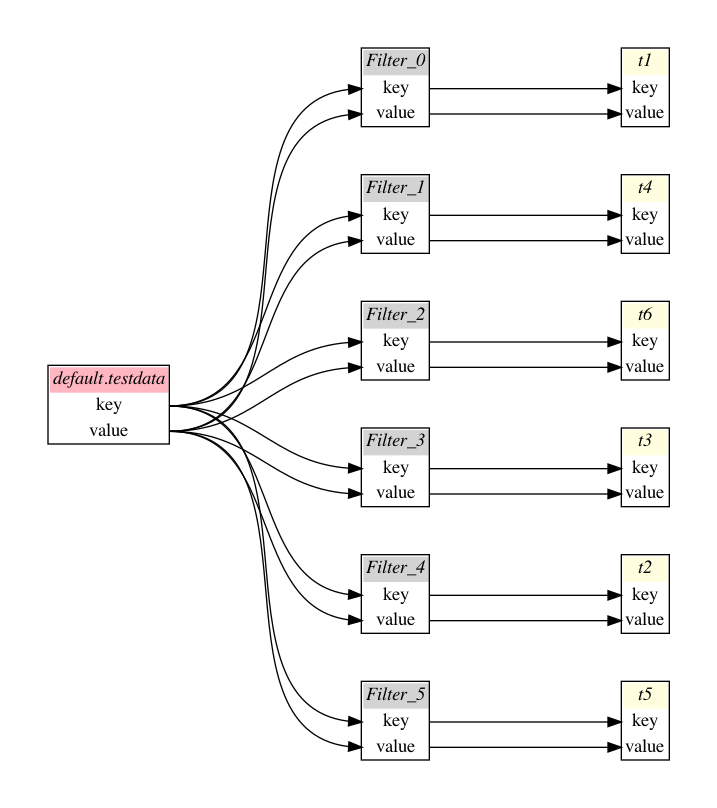 Filter_0
key
value
t1
key
value
Filter_1
key
value
t4
key
value
Filter_2
key
value
t6
key
value
default.testdata
key
value
Filter_3
key
value
t3
key
value
Filter_4
key
value
t2
key
value
Filter_5
key
value
t5
key
value